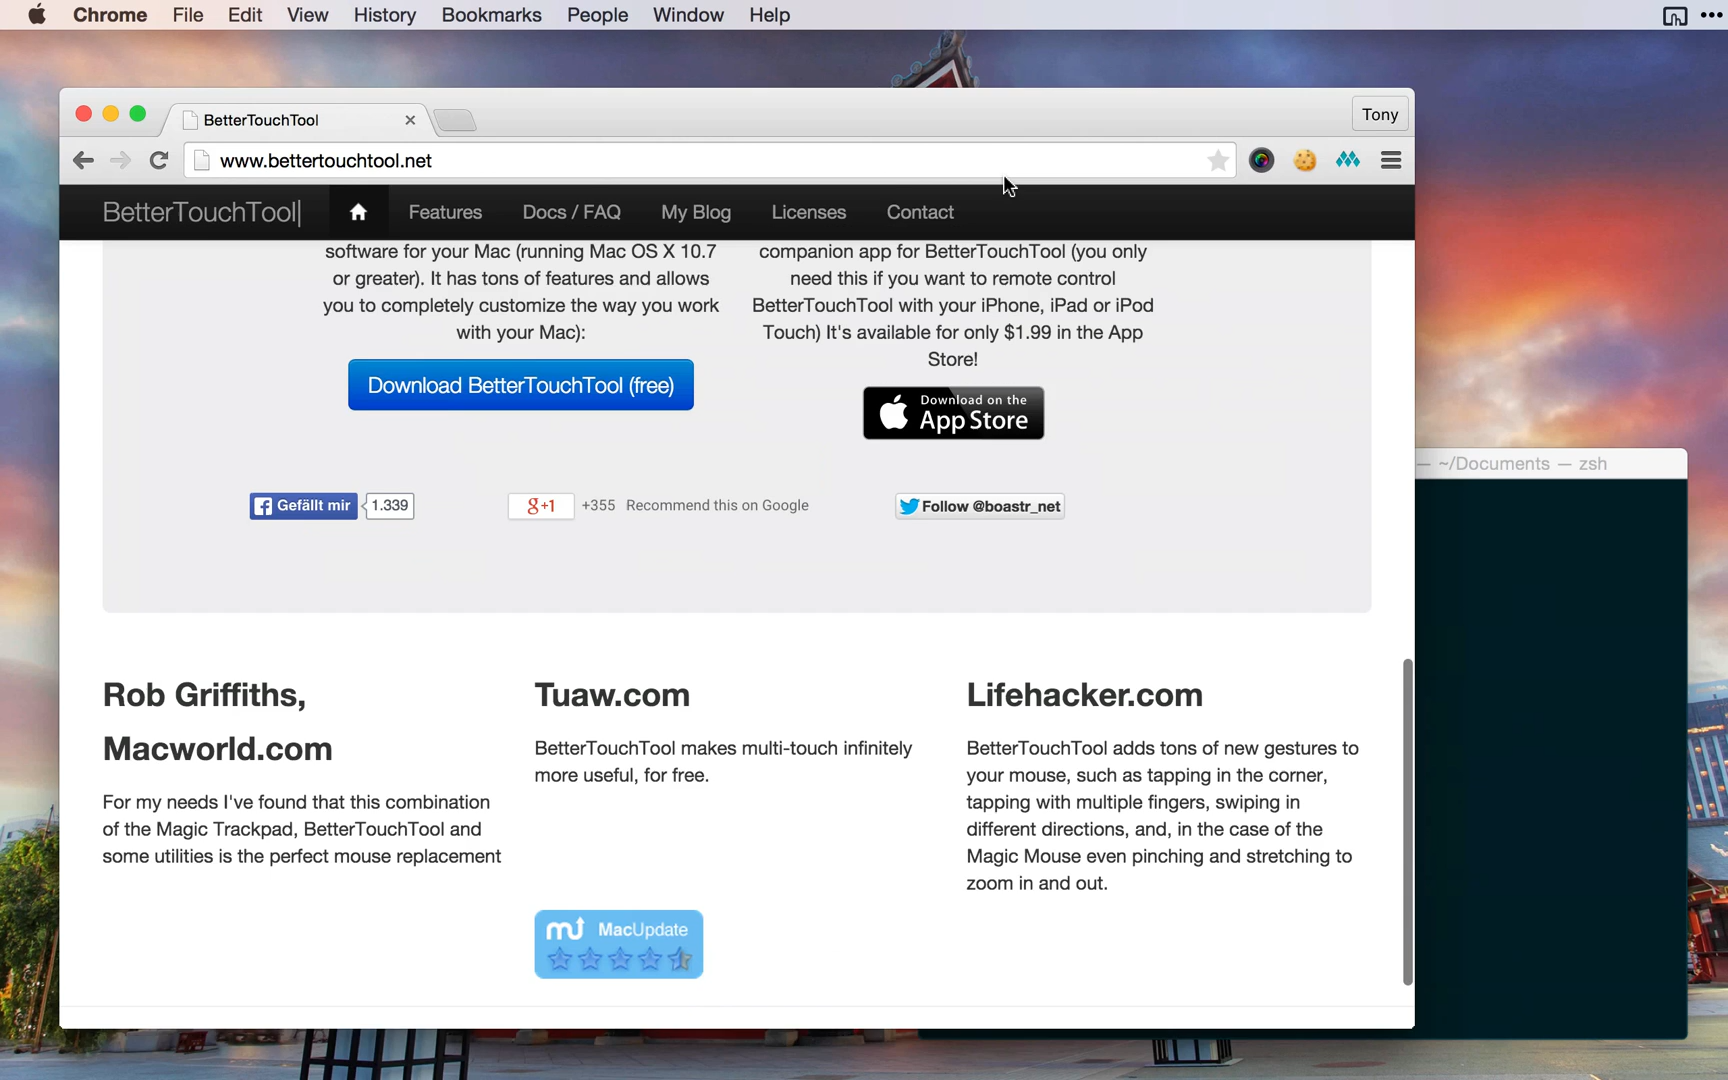 Chrome File Edit View History Bookmarks People Window Help
BetterTouchTool
Tony
www.bettertouchtool.net
BetterTouchTool| Features Docs / FAQ My Blog Licenses Contact
software for your Mac (running Mac OS X 10.7
or greater). It has tons of features and allows
you to completely customize the way you work
with your Mac):
Download BetterTouchTool (free)
companion app for BetterTouchTool (you only
need this if you want to remote control
BetterTouchTool with your iPhone, iPad or iPod
Touch) It's available for only $1.99 in the App
Store!
Download on the
App Store
— ~/Documents — zsh
Gefällt mir 1.339
g+1 +355 Recommend this on Google
Follow @boastr_net
Rob Griffiths,
Macworld.com
For my needs I've found that this combination
of the Magic Trackpad, BetterTouchTool and
some utilities is the perfect mouse replacement
Tuaw.com
BetterTouchTool makes multi-touch infinitely
more useful, for free.
MacUpdate
Lifehacker.com
BetterTouchTool adds tons of new gestures to
your mouse, such as tapping in the corner,
tapping with multiple fingers, swiping in
different directions, and, in the case of the
Magic Mouse even pinching and stretching to
zoom in and out.